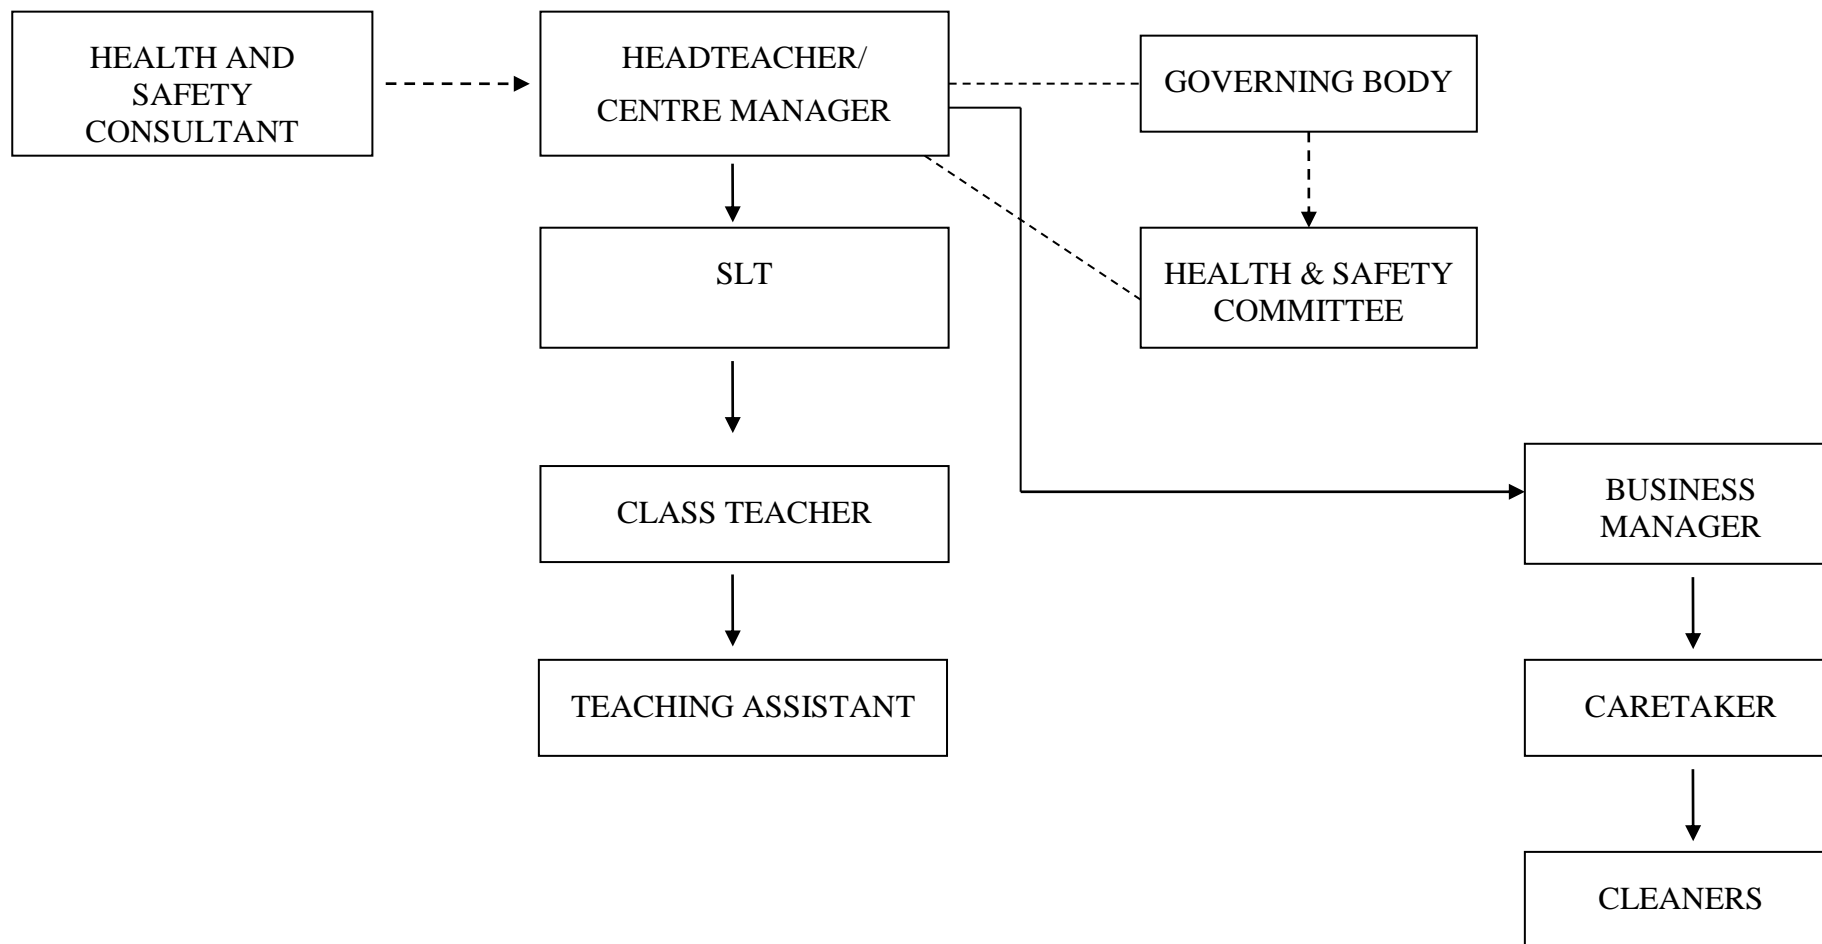 HEALTH AND
SAFETY
CONSULTANT
HEADTEACHER/
CENTRE MANAGER
GOVERNING BODY
SLT
HEALTH & SAFETY
COMMITTEE
CLASS TEACHER
BUSINESS
MANAGER
TEACHING ASSISTANT
CARETAKER
CLEANERS